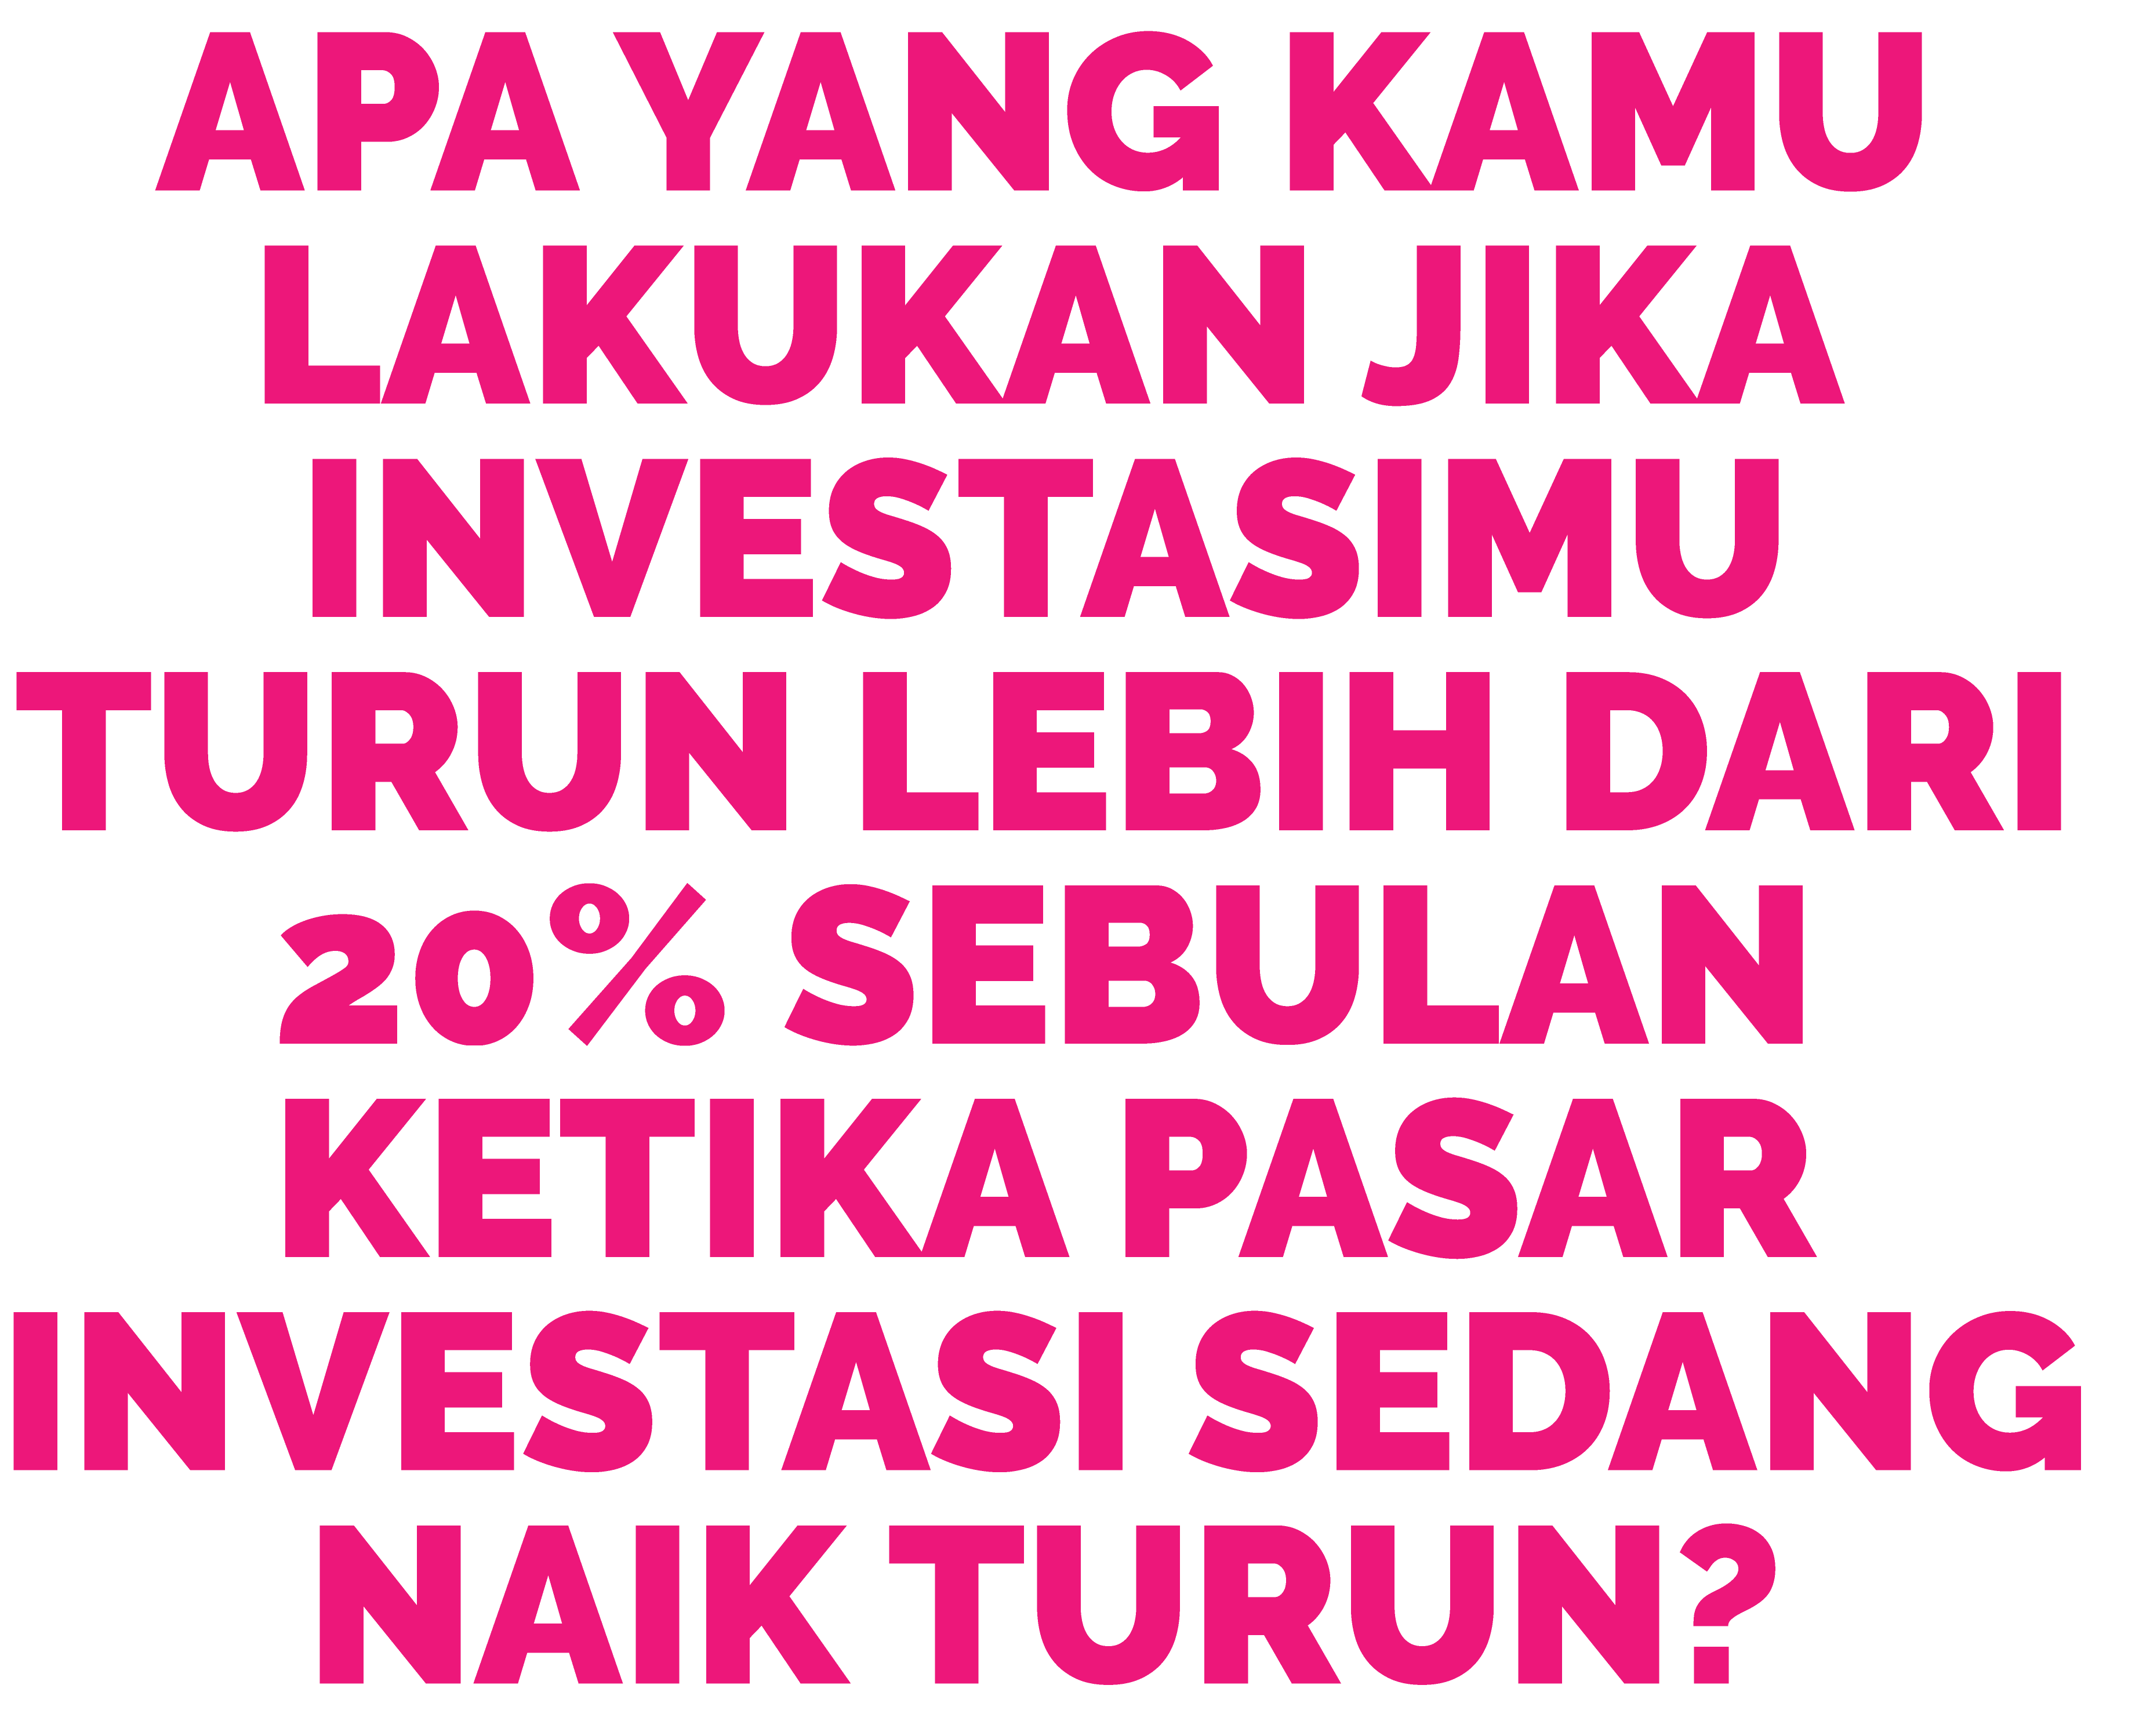 APA YANG KAMU
LAKUKAN JIKA
INVESTASIMU
TURUN LEBIH DARI
20% SEBULAN
KETIKA PASAR
INVESTASI SEDANG
NAIK TURUN?